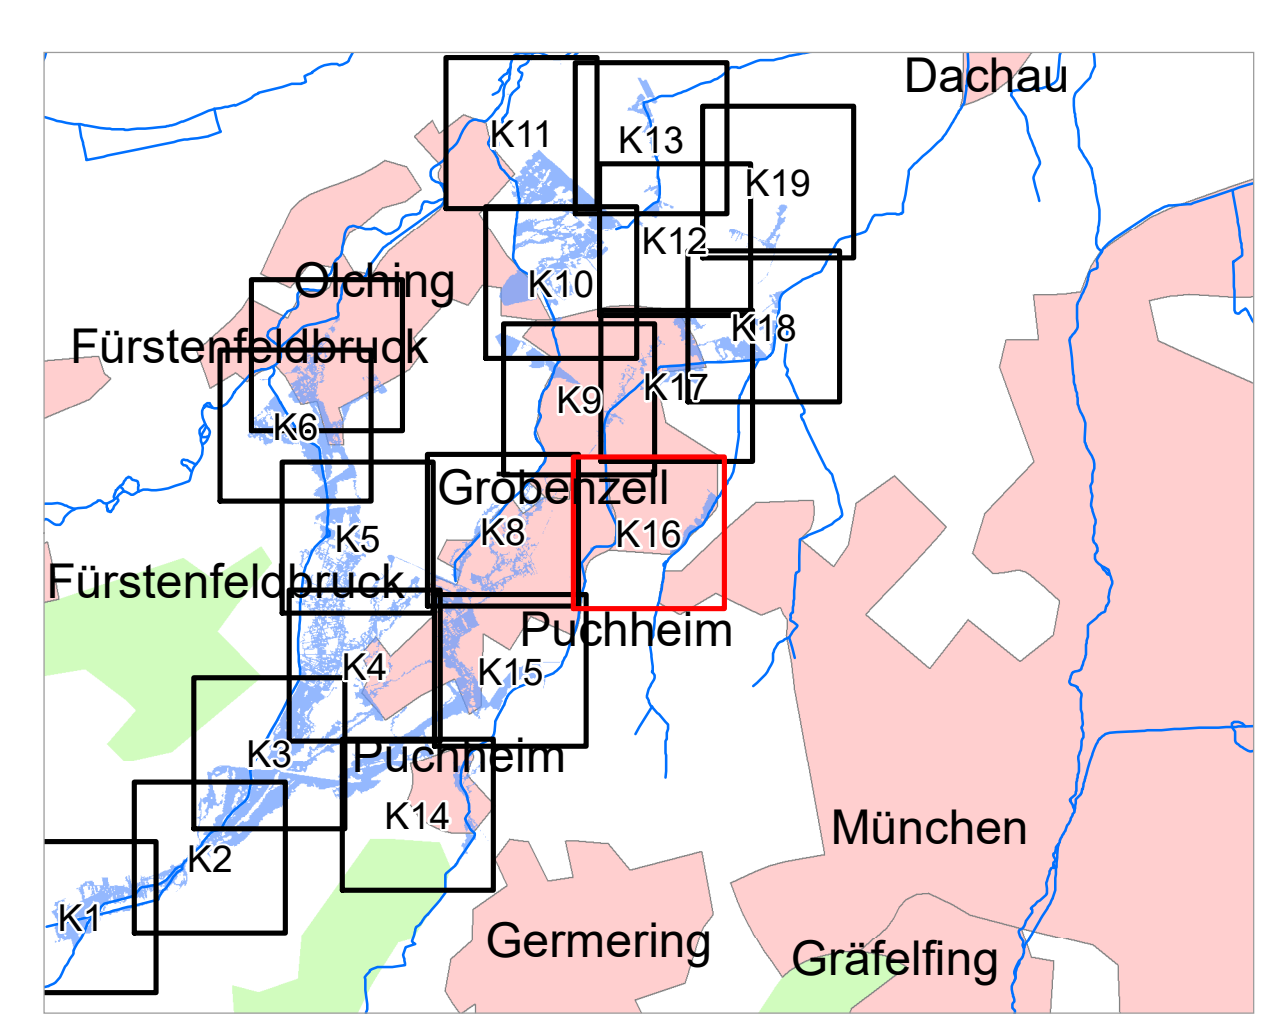 Dachau
K11
K13
K19
K12
Olching
K10
K18
Fürstenfeldbruck
K17
K9
K6
Gröbenzell
K8
K16
K5
Fürstenfeldbruck
Puchheim
K4
K15
K3
Puchheim
K14
München
K2
K1
Germering
Gräfelfing